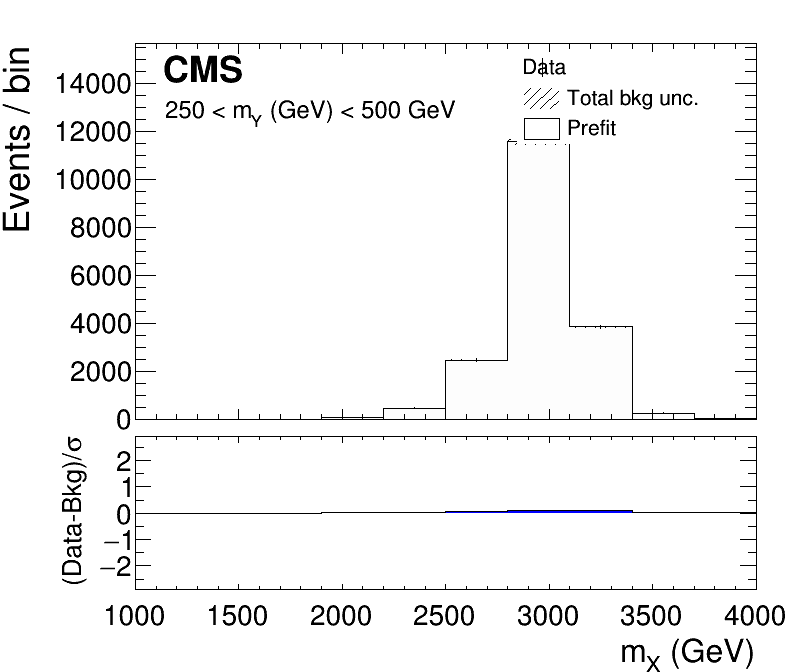 CMS
250 < mY (GeV) < 500 GeV
Data
Total bkg unc.
Prefit
Events / bin
14000
12000
10000
8000
6000
4000
2000
0
(Data-Bkg)/σ
2
1
0
−1
−2
1000 1500 2000 2500 3000 3500 4000
mX (GeV)